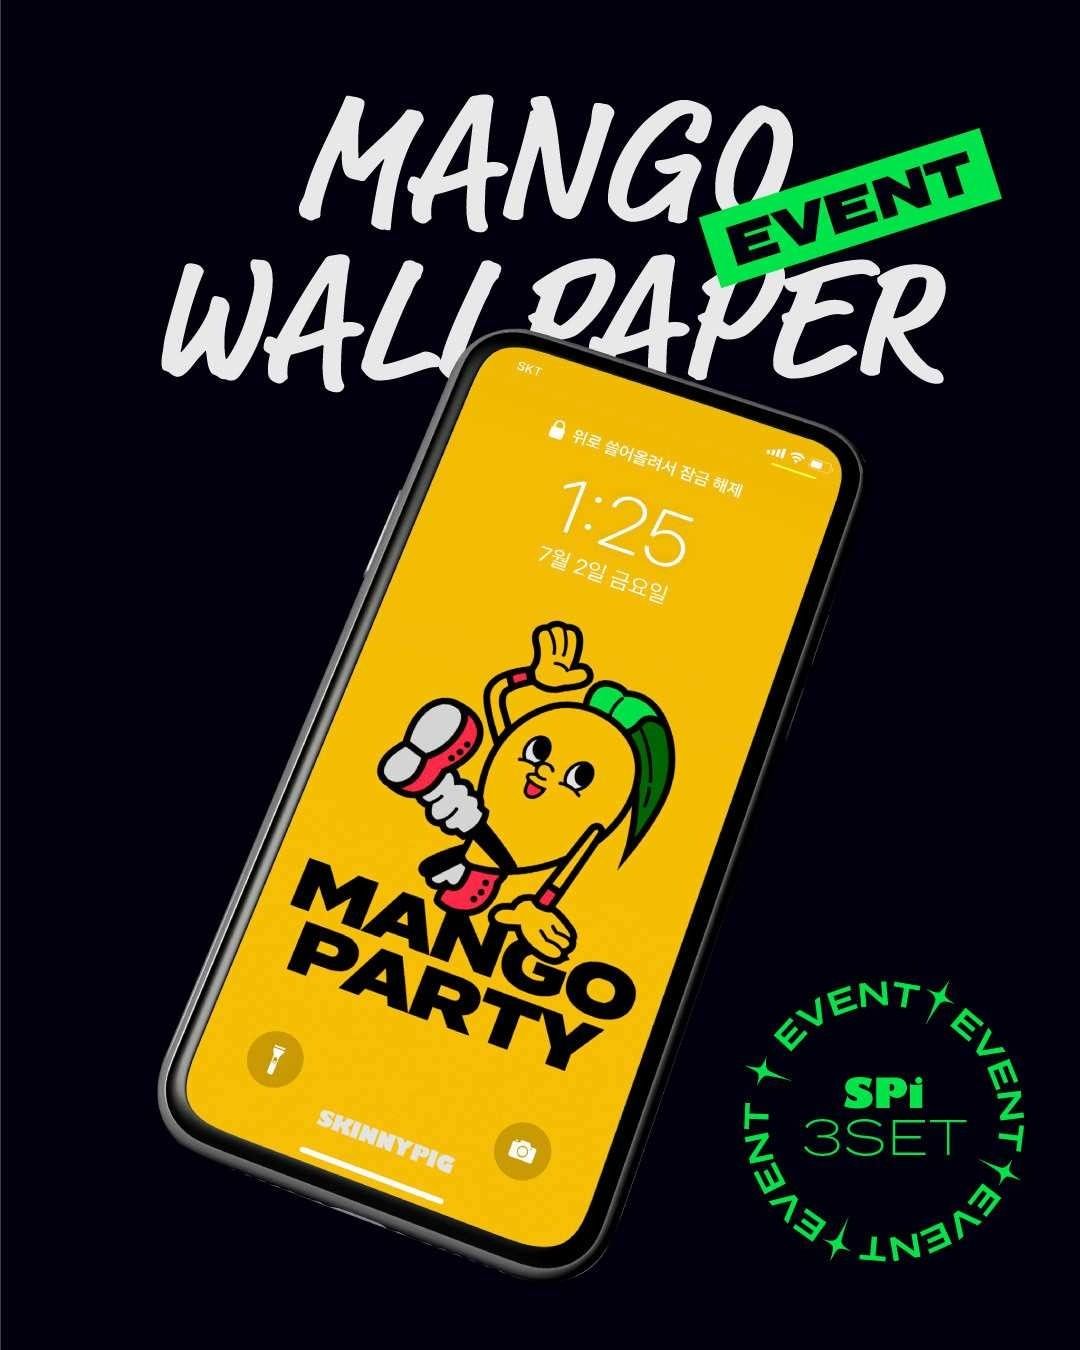 MANGO
EVENT
WALLPAPER
SKT
위로 쓸어올려서 잠금 해제
1:25
7월 2일 금요일
MANGO
PARTY
SKINNYPIG
EVENT EVENT EVENT EVENT EVENT
SPi
3SET